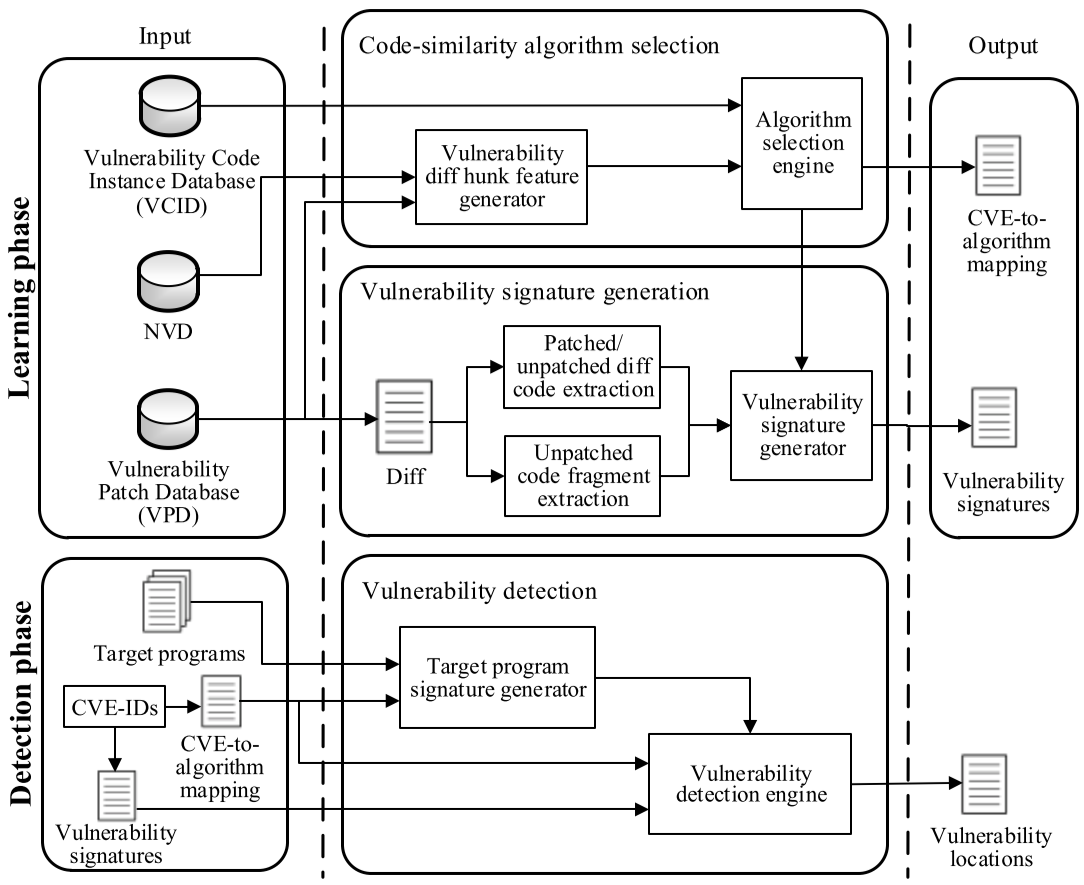 Input
Code-similarity algorithm selection
Output
Learning phase
Vulnerability Code
Instance Database
(VCID)
NVD
Vulnerability
Patch Database
(VPD)
Vulnerability
diff hunk feature
generator
Algorithm
selection
engine
CVE-to-
algorithm
mapping
Vulnerability signature generation
Diff
Patched/
unpatched diff
code extraction
Unpatched
code fragment
extraction
Vulnerability
signature
generator
Vulnerability
signatures
Detection phase
Target programs
CVE-IDs
CVE-to-
algorithm
mapping
Vulnerability
signatures
Vulnerability detection
Target program
signature generator
Vulnerability
detection engine
Vulnerability
locations